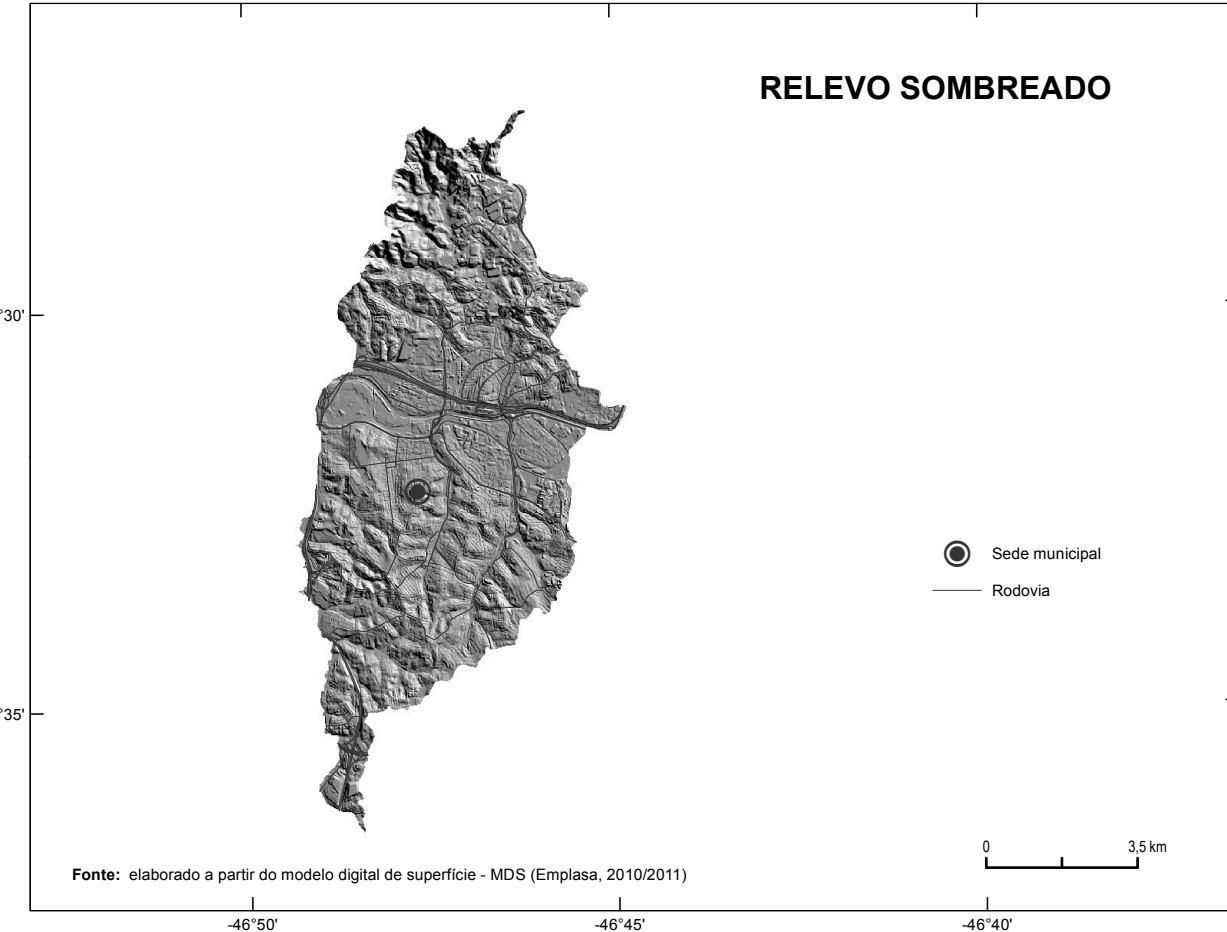 RELEVO SOMBREADO
°30'
Sede municipal
Rodovia
°35'
0 3,5 km
Fonte: elaborado a partir do modelo digital de superfície - MDS (Emplasa, 2010/2011)
-46°50' -46°45' -46°40'